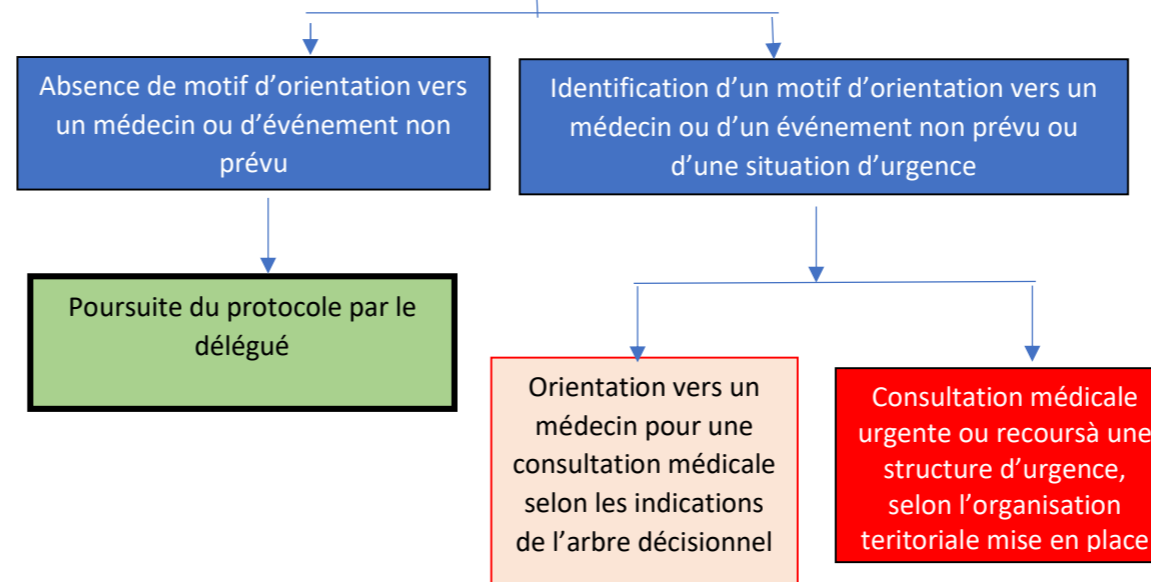 Absence de motif d’orientation vers
un médecin ou d’événement non
prévu
Identification d’un motif d’orientation vers un
médecin ou d’un événement non prévu ou
d’une situation d’urgence
Poursuite du protocole par le
délégué
Orientation vers un
médecin pour une
consultation médicale
selon les indications
de l’arbre décisionnel
Consultation médicale
urgente ou recoursà une
structure d’urgence,
selon l’organisation
teritoriale mise en place